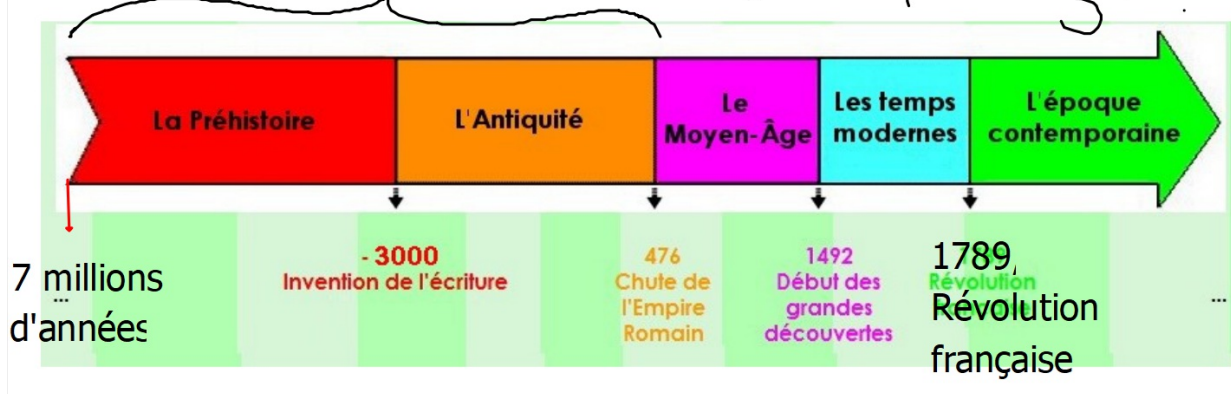 La Préhistoire
L'Antiquité
Le
Moyen-Âge
Les temps
modernes
L'époque
contemporaine
7 millions
...
d'années
- 3000
Invention de l'écriture
476
Chute de
l'Empire
Romain
1492
Début des
grandes
découvertes
1789,
Révolution
Révolution
française
...